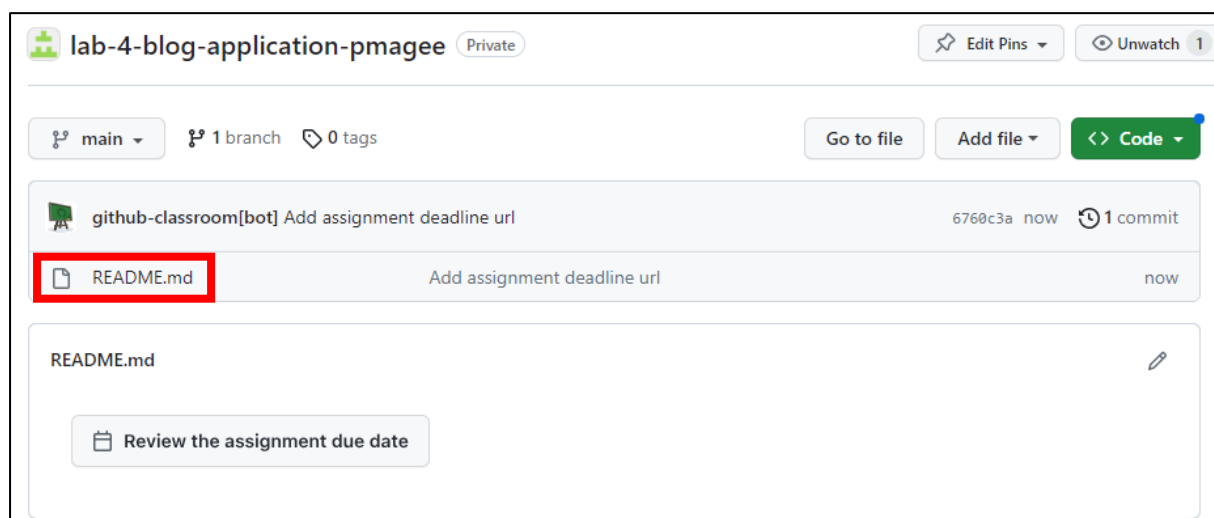 lab-4-blog-application-pmagee Private Edit Pins Unwatch 1
main 1 branch 0 tags Go to file Add file <> Code
github-classroom[bot] Add assignment deadline url 6760c3a now 1 commit
README.md Add assignment deadline url now
README.md
Review the assignment due date